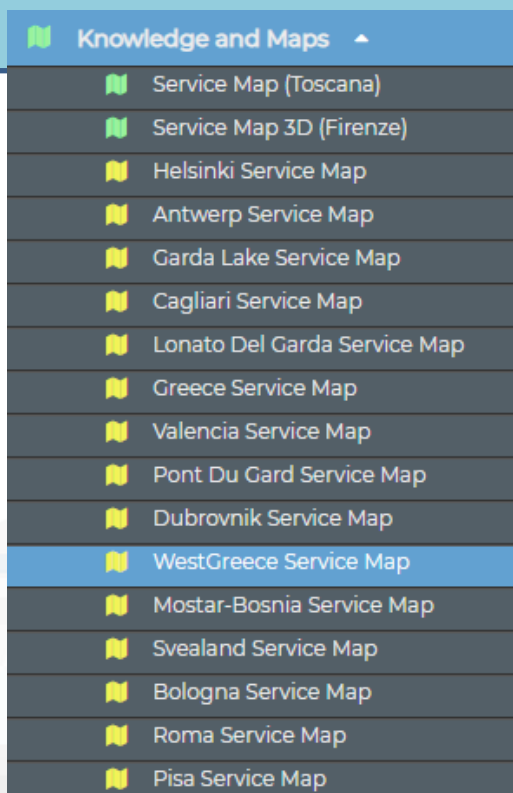 Knowledge and Maps
Service Map (Toscana)
Service Map 3D (Firenze)
Helsinki Service Map
Antwerp Service Map
Garda Lake Service Map
Cagliari Service Map
Lonato Del Garda Service Map
Greece Service Map
Valencia Service Map
Pont Du Gard Service Map
Dubrovnik Service Map
WestGreece Service Map
Mostar-Bosnia Service Map
Svealand Service Map
Bologna Service Map
Roma Service Map
Pisa Service Map